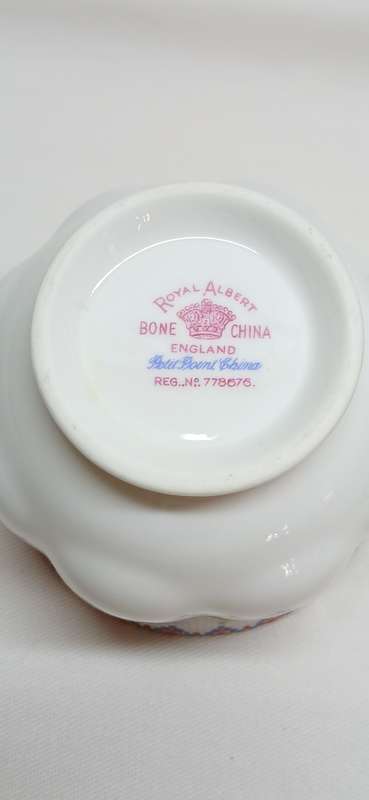 ROYAL ALBERT
BONE CHINA
ENGLAND
Petit Point China
REG..Nº 778676.